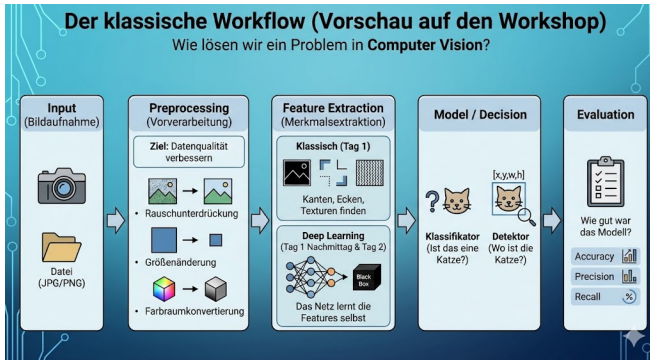 Der klassische Workflow (Vorschau auf den Workshop)
Wie lösen wir ein Problem in Computer Vision?
Input
(Bildaufnahme)
Datei
(JPG/PNG)
Preprocessing
(Vorverarbeitung)
Ziel: Datenqualität
verbessern
• Rauschunterdrückung
• Größenänderung
• Farbraumkonvertierung
Feature Extraction
(Merkmalsextraktion)
Klassisch (Tag 1)
Kanten, Ecken,
Texturen finden
Deep Learning
(Tag 1 Nachmittag & Tag 2)
Black
Box
Das Netz lernt die
Features selbst
Model / Decision
?
[x,y,w,h]
Klassifikator
(Ist das eine
Katze?)
Detektor
(Wo ist die
Katze?)
Evaluation
Wie gut war
das Modell?
Accuracy
Precision
Recall
%